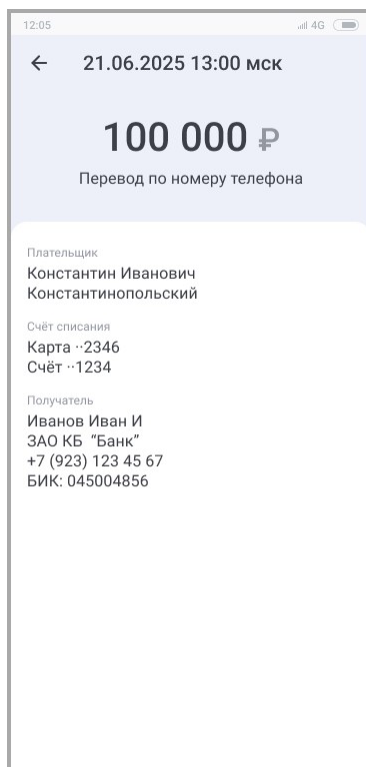 12:05
4G
21.06.2025 13:00 мск
100 000 ₽
Перевод по номеру телефона
Плательщик
Константин Иванович
Константинопольский
Счёт списания
Карта ··2346
Счёт ··1234
Получатель
Иванов Иван И
ЗАО КБ “Банк”
+7 (923) 123 45 67
БИК: 045004856